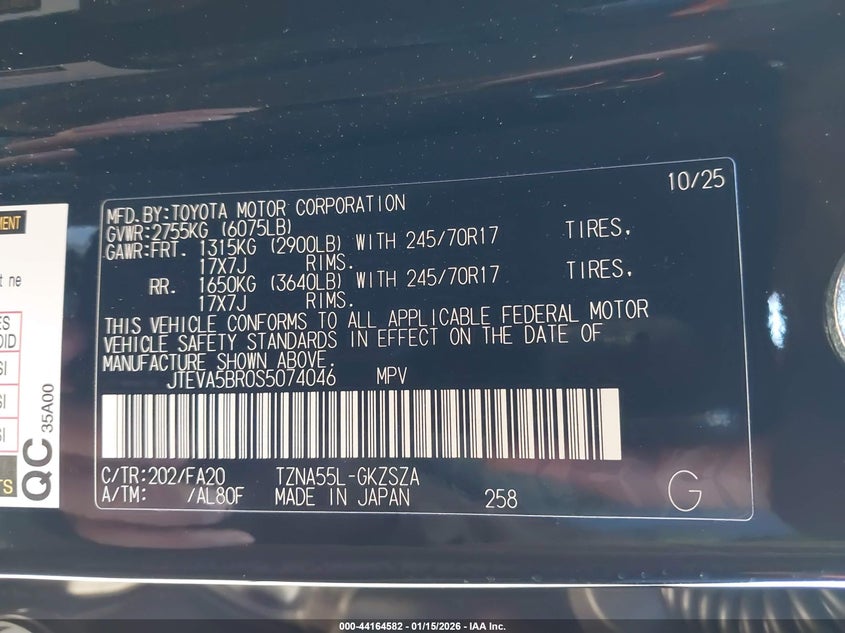 10/25
MFD.BY:TOYOTA MOTOR CORPORATION
GVWR:2755KG (6075LB)
GAWR:FRT. 1315KG (2900LB) WITH 245/70R17 TIRES,
17X7J RIMS.
RR. 1650KG (3640LB) WITH 245/70R17 TIRES,
17X7J RIMS.
THIS VEHICLE CONFORMS TO ALL APPLICABLE FEDERAL MOTOR
VEHICLE SAFETY STANDARDS IN EFFECT ON THE DATE OF
MANUFACTURE SHOWN ABOVE.
JTEVA5BR0S5074046 MPV
C/TR:202/FA20 TZNA55L-GKZSZA
A/TM: /AL80F MADE IN JAPAN 258
G
QC 35A00
000-44164582 - 01/15/2026 - IAA Inc.